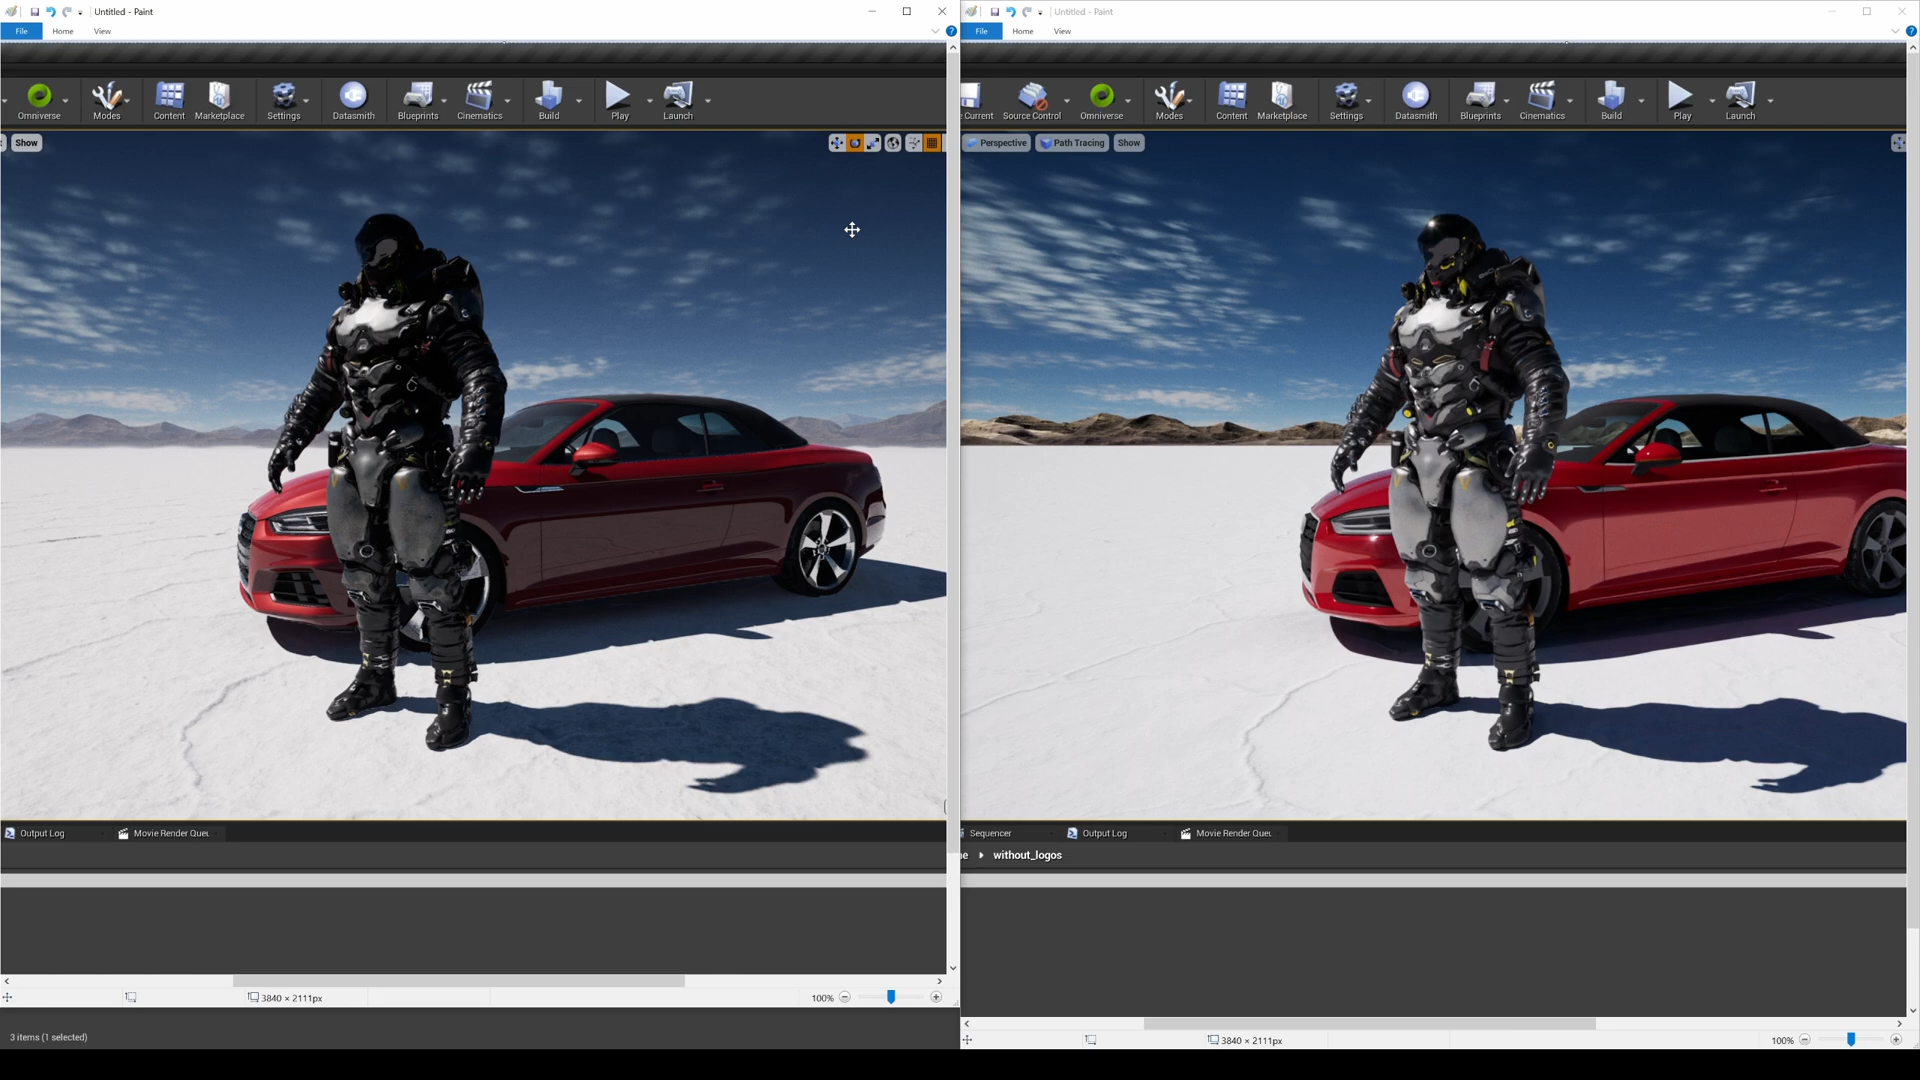 Untitled - Paint
File Home View
Omniverse Modes Content Marketplace Settings Datasmith Blueprints Cinematics Build Play Launch
Show
Output Log Movie Render Queu
3840 × 2111px 100%
3 items (1 selected)
Untitled - Paint
File Home View
Current Source Control Omniverse Modes Content Marketplace Settings Datasmith Blueprints Cinematics Build Play Launch
Perspective Path Tracing Show
Sequencer Output Log Movie Render Queu
without_logos
3840 × 2111px 100%